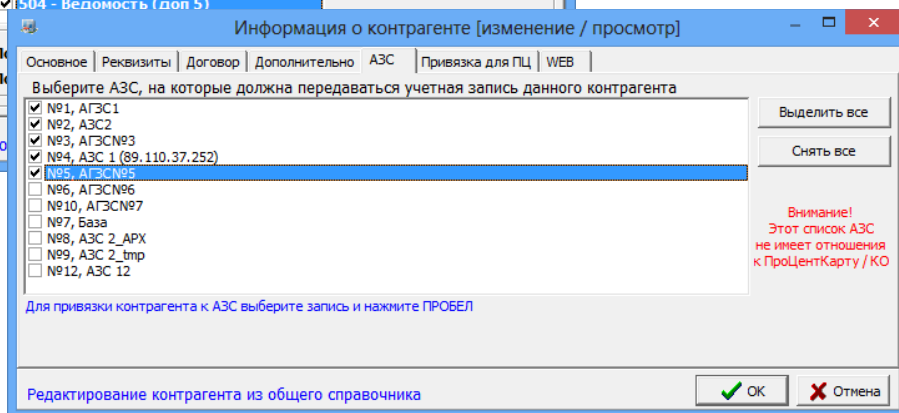 504 - Ведомость (доп 5)
Информация о контрагенте [изменение / просмотр]
Основное Реквизиты Договор Дополнительно АЗС Привязка для ПЦ WEB
Выберите АЗС, на которые должна передаваться учетная запись данного контрагента
№1, АГЗС1
№2, АЗС2
№3, АГЗС№3
№4, АЗС 1 (89.110.37.252)
№5, АГЗС№5
№6, АГЗС№6
№10, АГЗС№7
№7, База
№8, АЗС 2_АРХ
№9, АЗС 2_tmp
№12, АЗС 12
Выделить все
Снять все
Внимание!
Этот список АЗС
не имеет отношения
к ПроЦентКарту / КО
Для привязки контрагента к АЗС выберите запись и нажмите ПРОБЕЛ
Редактирование контрагента из общего справочника
OK
Отмена